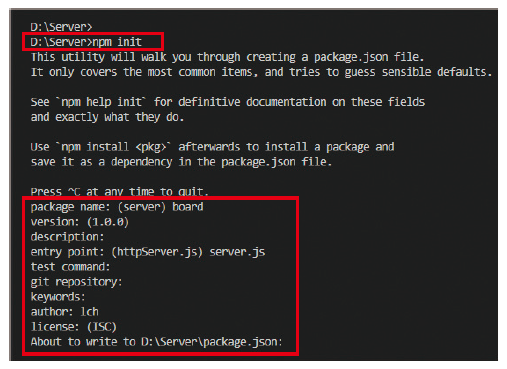 D:\Server>
D:\Server>npm init
This utility will walk you through creating a package.json file.
It only covers the most common items, and tries to guess sensible defaults.
See `npm help init` for definitive documentation on these fields
and exactly what they do.
Use `npm install <pkg>` afterwards to install a package and
save it as a dependency in the package.json file.
Press ^C at any time to quit.
package name: (server) board
version: (1.0.0)
description:
entry point: (httpServer.js) server.js
test command:
git repository:
keywords:
author: lch
license: (ISC)
About to write to D:\Server\package.json: